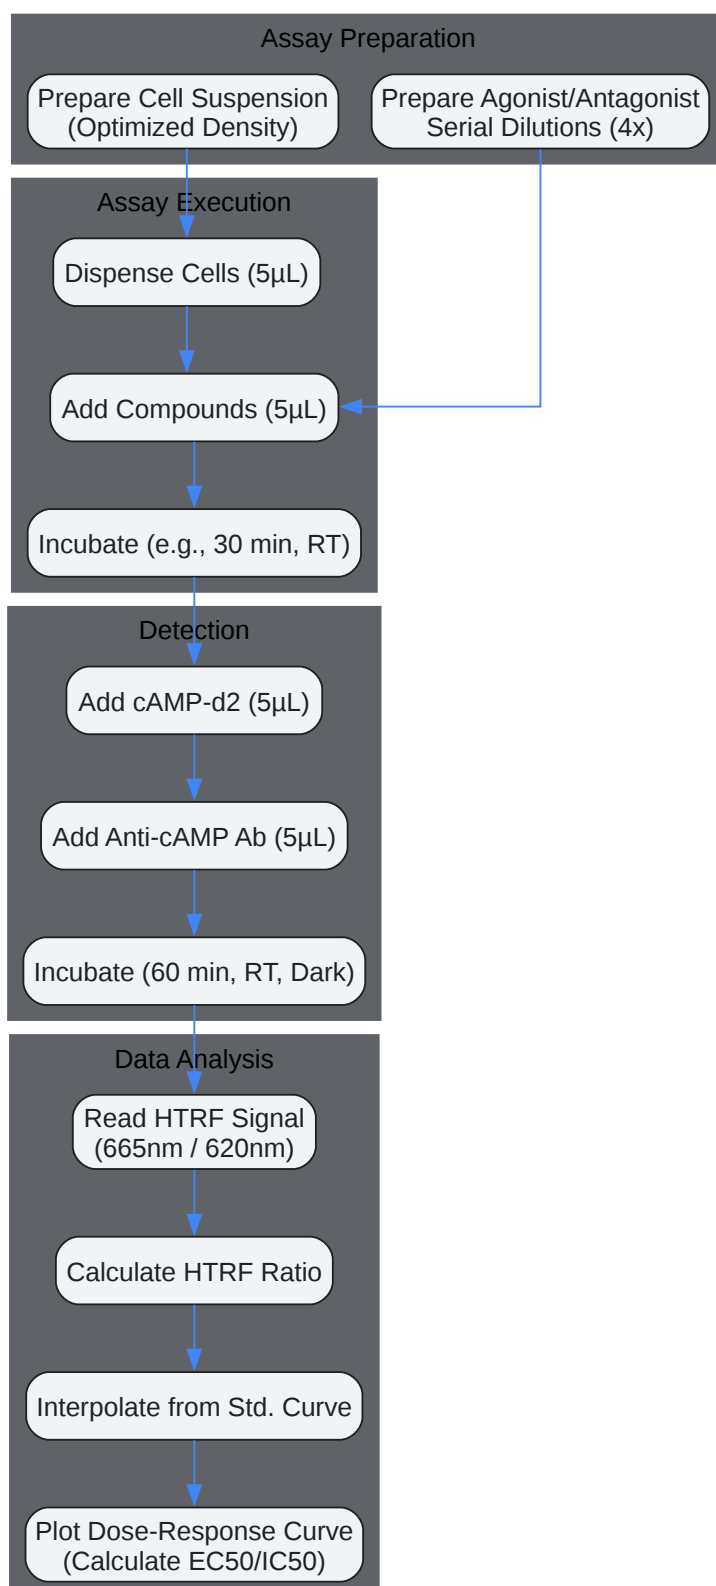 Assay Preparation
Prepare Cell Suspension
(Optimized Density)
Prepare Agonist/Antagonist
Serial Dilutions (4x)
Assay Execution
Dispense Cells (5µL)
Add Compounds (5µL)
Incubate (e.g., 30 min, RT)
Detection
Add cAMP-d2 (5µL)
Add Anti-cAMP Ab (5µL)
Incubate (60 min, RT, Dark)
Data Analysis
Read HTRF Signal
(665nm / 620nm)
Calculate HTRF Ratio
Interpolate from Std. Curve
Plot Dose-Response Curve
(Calculate EC50/IC50)